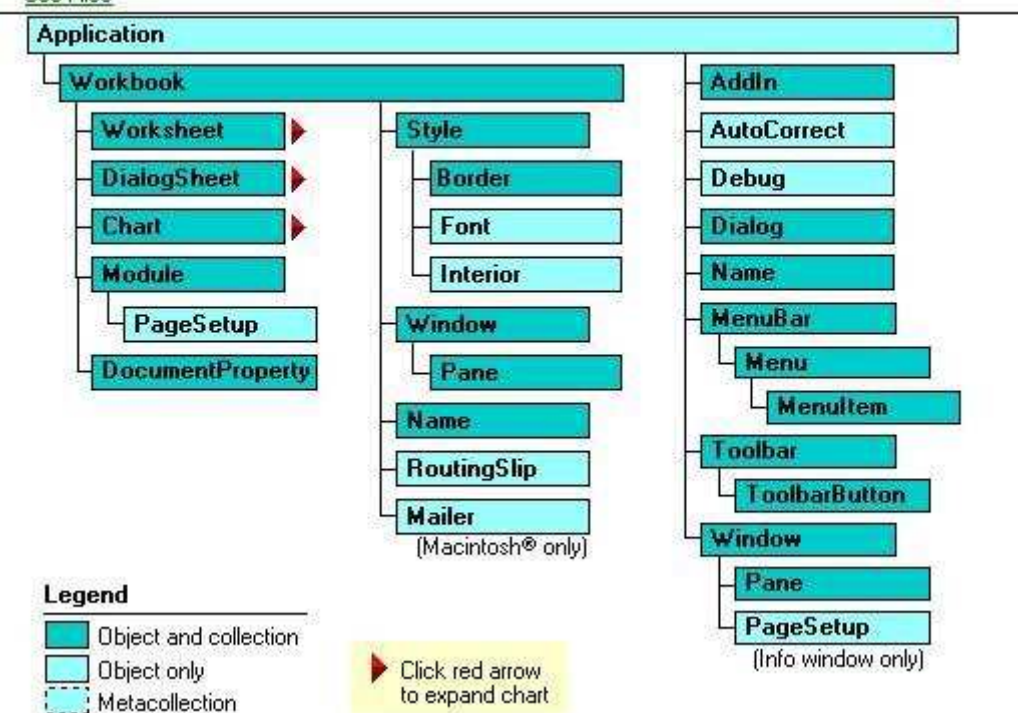 Application
Workbook
Worksheet
DialogSheet
Chart
Module
PageSetup
DocumentProperty
Style
Border
Font
Interior
Window
Pane
Name
RoutingSlip
Mailer
(Macintosh® only)
AddIn
AutoCorrect
Debug
Dialog
Name
MenuBar
Menu
MenuItem
Toolbar
ToolbarButton
Window
Pane
PageSetup
(Info window only)
Legend
Object and collection
Object only
Metacollection
Click red arrow
to expand chart